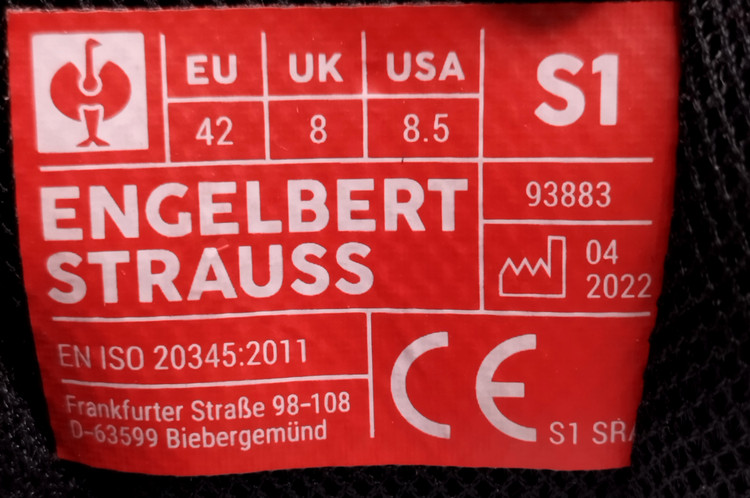 EU UK USA
42 8 8.5
S1
ENGELBERT
STRAUSS
93883
04
2022
EN ISO 20345:2011
Frankfurter Straße 98-108
D-63599 Biebergemünd
CE
S1 SRA